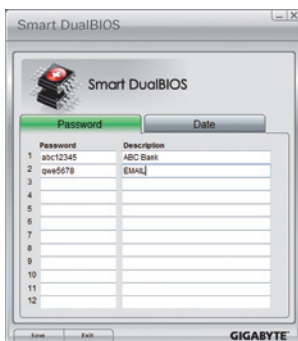 Smart DualBIOS
Smart DualBIOS
Password Date
Password Description
1 abc12345 ABC Bank
2 qwe5678 EMAIL
3
4
5
6
7
8
9
10
11
12
Save Exit GIGABYTE